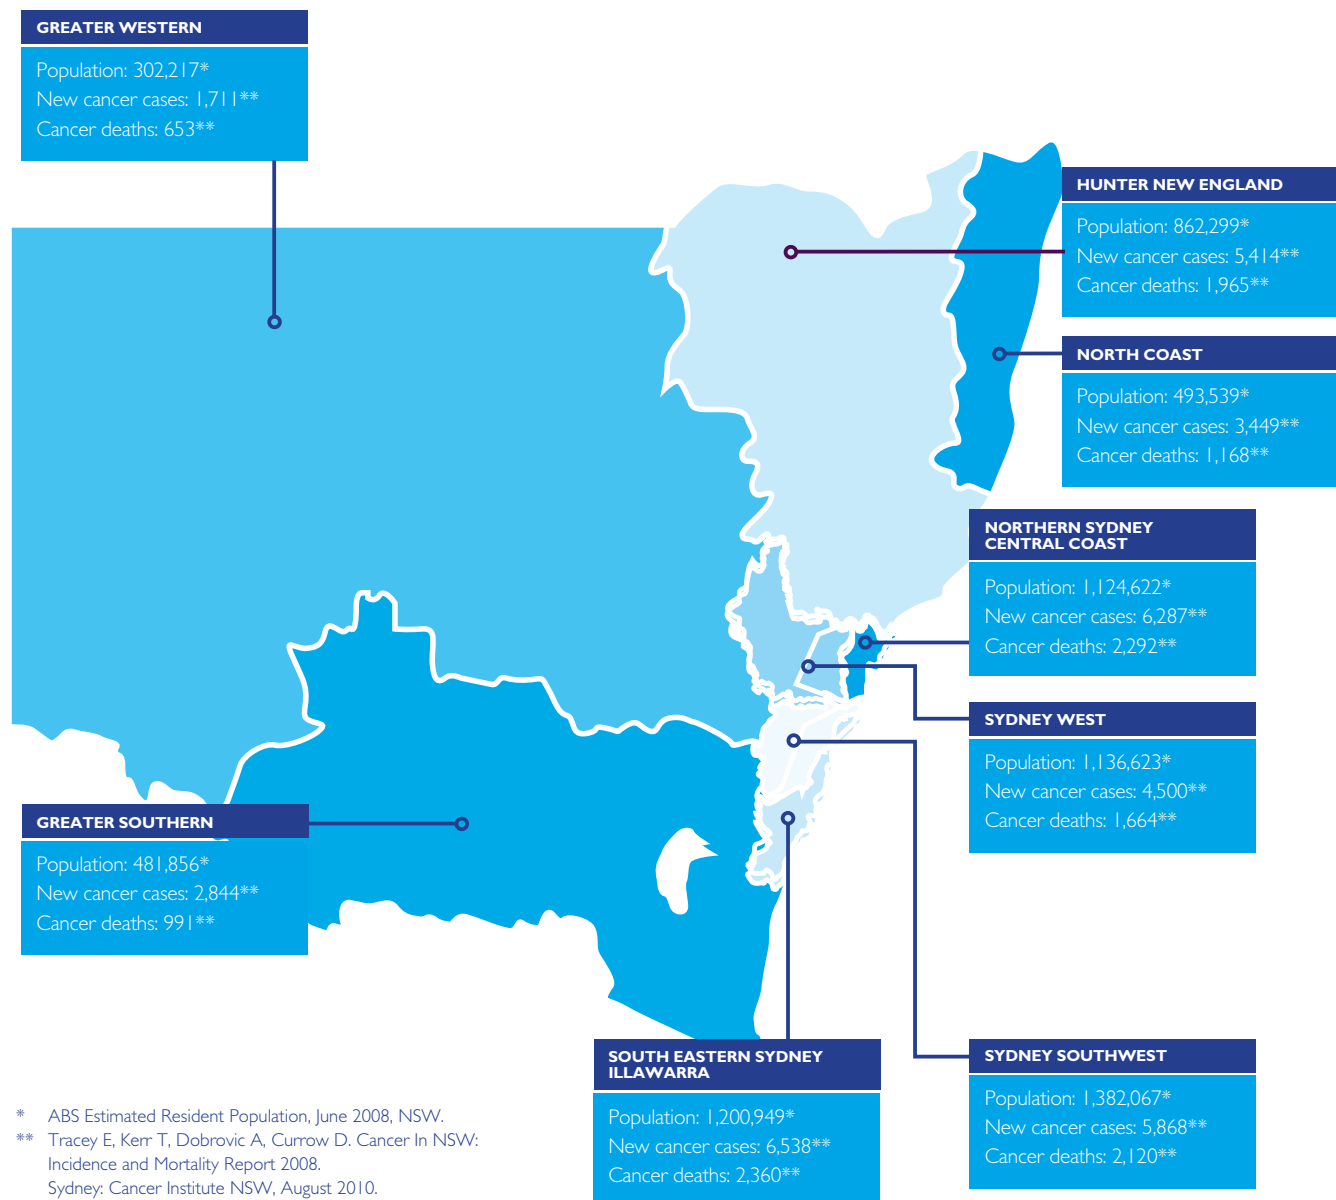 GREATER WESTERN
Population: 302,217*
New cancer cases: 1,711**
Cancer deaths: 653**
HUNTER NEW ENGLAND
Population: 862,299*
New cancer cases: 5,414**
Cancer deaths: 1,965**
NORTH COAST
Population: 493,539*
New cancer cases: 3,449**
Cancer deaths: 1,168**
NORTHERN SYDNEY
CENTRAL COAST
Population: 1,124,622*
New cancer cases: 6,287**
Cancer deaths: 2,292**
SYDNEY WEST
Population: 1,136,623*
New cancer cases: 4,500**
Cancer deaths: 1,664**
GREATER SOUTHERN
Population: 481,856*
New cancer cases: 2,844**
Cancer deaths: 991**
SOUTH EASTERN SYDNEY
ILLAWARRA
Population: 1,200,949*
New cancer cases: 6,538**
Cancer deaths: 2,360**
SYDNEY SOUTHWEST
Population: 1,382,067*
New cancer cases: 5,868**
Cancer deaths: 2,120**
* ABS Estimated Resident Population, June 2008, NSW.
** Tracey E, Kerr T, Dobrovic A, Currow D. Cancer In NSW:
Incidence and Mortality Report 2008.
Sydney: Cancer Institute NSW, August 2010.